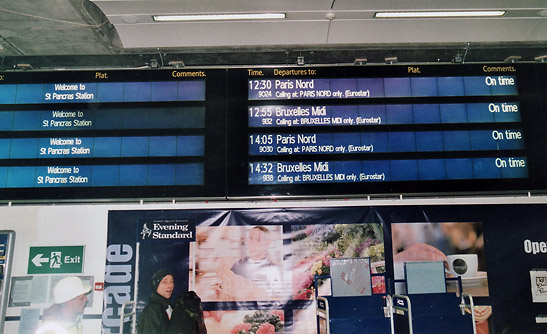 Plat. Comments.
Welcome to
St Pancras Station
Welcome to
St Pancras Station
Welcome to
St Pancras Station
Welcome to
St Pancras Station
Time. Departures to: Plat. Comments.
12:30 Paris Nord On time
9024 Calling at: PARIS NORD only. (Eurostar)
12:55 Bruxelles Midi On time
9132 Calling at: BRUXELLES MIDI only. (Eurostar)
14:05 Paris Nord On time
9030 Calling at: PARIS NORD only. (Eurostar)
14:32 Bruxelles Midi On time
9138 Calling at: BRUXELLES MIDI only. (Eurostar)
Evening
Standard
Exit
cade
Ope